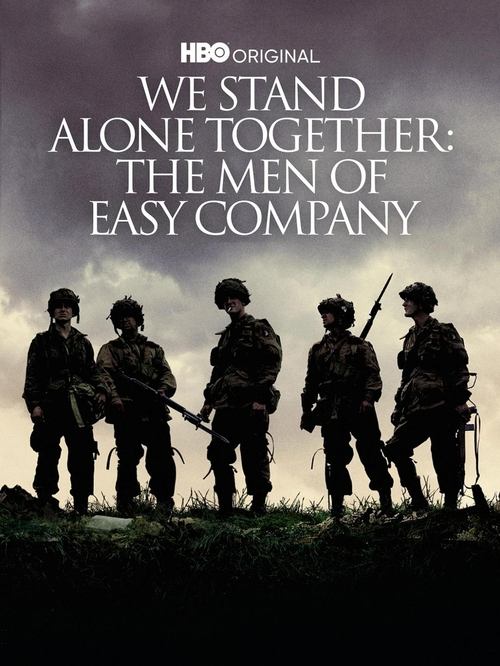 HBO ORIGINAL
WE STAND
ALONE TOGETHER:
THE MEN OF
EASY COMPANY